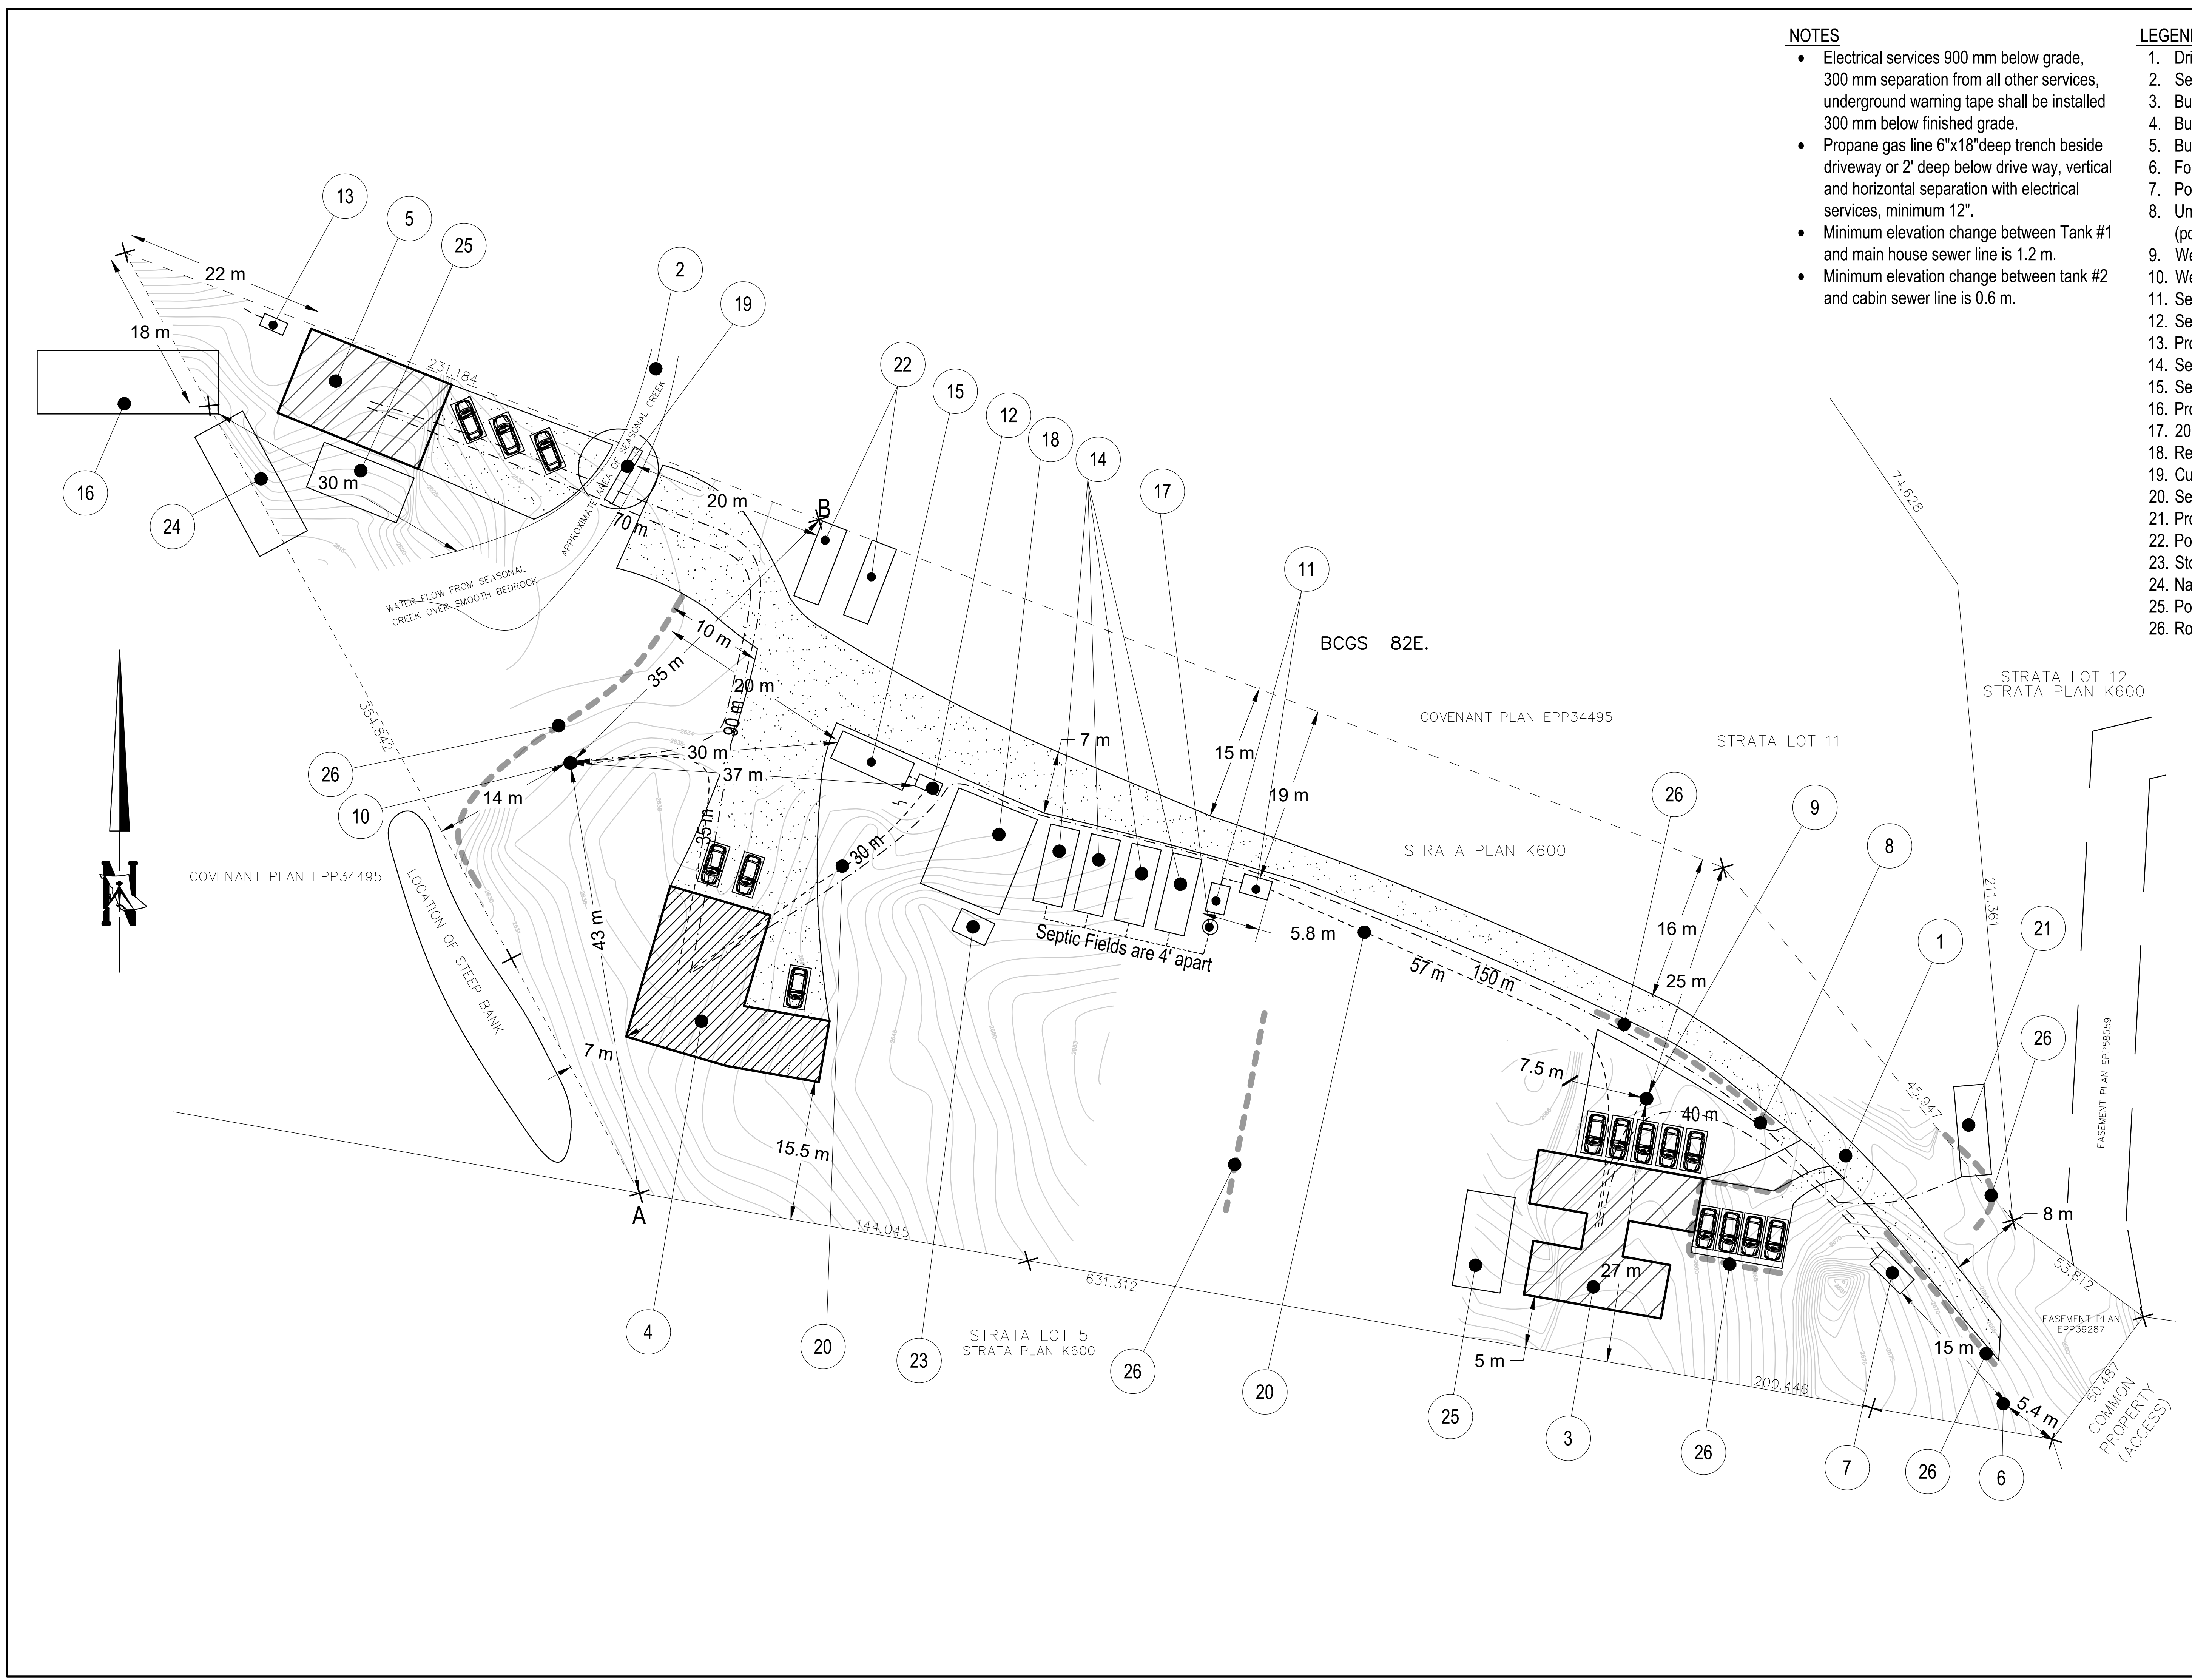 NOTES
• Electrical services 900 mm below grade,
300 mm separation from all other services,
underground warning tape shall be installed
300 mm below finished grade.
• Propane gas line 6"x18"deep trench beside
driveway or 2' deep below drive way, vertical
and horizontal separation with electrical
services, minimum 12".
• Minimum elevation change between Tank #1
and main house sewer line is 1.2 m.
• Minimum elevation change between tank #2
and cabin sewer line is 0.6 m.
LEGEN
1. Dri
2. Se
3. Bu
4. Bu
5. Bu
6. Fo
7. Po
8. Un
(po
9. We
10. We
11. Se
12. Se
13. Pro
14. Se
15. Se
16. Pro
17. 20
18. Re
19. Cu
20. Se
21. Pro
22. Po
23. Sto
24. Na
25. Po
26. Ro
13
5
25
2
19
22
15
12
18
14
17
11
22 m
18 m
231.184
30 m
16
24
APPROXIMATE AREA OF SEASONAL CREEK
20 m
B
70 m
WATER FLOW FROM SEASONAL
CREEK OVER SMOOTH BEDROCK
10 m
35 m
20 m
90 m
30 m
37 m
7 m
15 m
19 m
BCGS 82E.
COVENANT PLAN EPP34495
STRATA LOT 11
STRATA LOT 12
STRATA PLAN K600
74.628
211.361
354.842
26
10
14 m
35 m
30 m
43 m
COVENANT PLAN EPP34495
LOCATION OF STEEP BANK
7 m
15.5 m
A
144.045
631.312
Septic Fields are 4' apart
5.8 m
STRATA PLAN K600
26
9
8
1
21
26
16 m
25 m
57 m
150 m
7.5 m
40 m
45.947
EASEMENT PLAN EPP58559
8 m
53.812
EASEMENT PLAN
EPP39287
27 m
5 m
15 m
5.4 m
200.446
50.487
COMMON
PROPERTY
(ACCESS)
4
20
23
STRATA LOT 5
STRATA PLAN K600
26
20
25
3
26
7
26
6